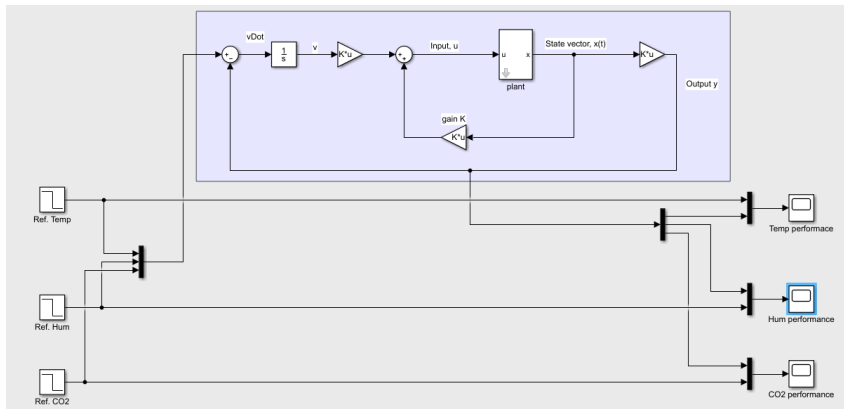 vDot
+
−
1
s
v
K*u
+
+
Input, u
u
x
plant
State vector, x(t)
K*u
Output y
gain K
K*u
Ref. Temp
Temp performace
Ref. Hum
Hum performance
Ref. CO2
CO2 performance